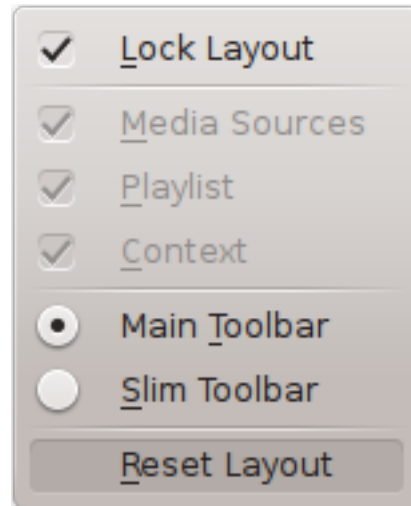 Lock Layout
Media Sources
Playlist
Context
Main Toolbar
Slim Toolbar
Reset Layout